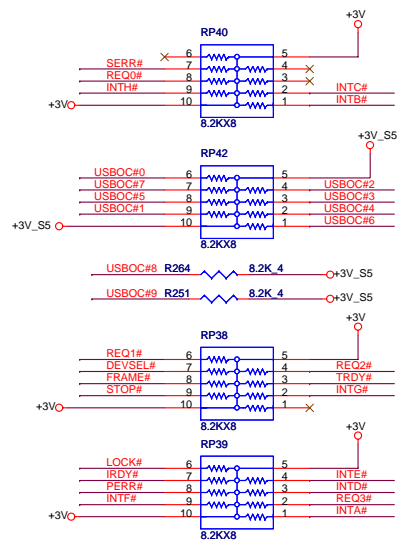 +3V
RP40
6 5
SERR# 7 4
REQ0# 8 3
INTH# 9 2 INTC#
+3V 10 1 INTB#
8.2KX8
+3V_S5
RP42
USBOC#0 6 5
USBOC#7 7 4 USBOC#2
USBOC#5 8 3 USBOC#3
USBOC#1 9 2 USBOC#4
+3V_S5 10 1 USBOC#6
8.2KX8
USBOC#8 R264 8.2K_4 +3V_S5
USBOC#9 R251 8.2K_4 +3V_S5
+3V
RP38
REQ1# 6 5
DEVSEL# 7 4 REQ2#
FRAME# 8 3 TRDY#
STOP# 9 2 INTG#
+3V 10 1
8.2KX8
+3V
RP39
LOCK# 6 5
IRDY# 7 4 INTE#
PERR# 8 3 INTD#
INTF# 9 2 REQ3#
+3V 10 1 INTA#
8.2KX8